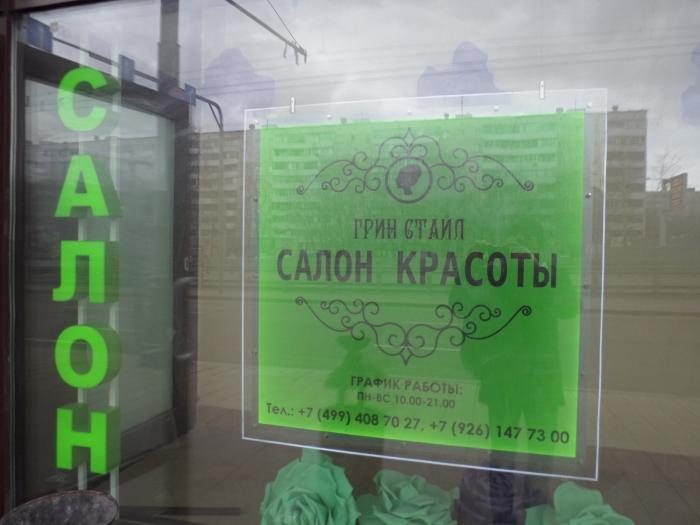 САЛОН
ГРИН СТАЙЛ
САЛОН КРАСОТЫ
ГРАФИК РАБОТЫ:
ПН-ВС 10.00-21.00
Тел.: +7 (499) 408 70 27, +7 (926) 147 73 00